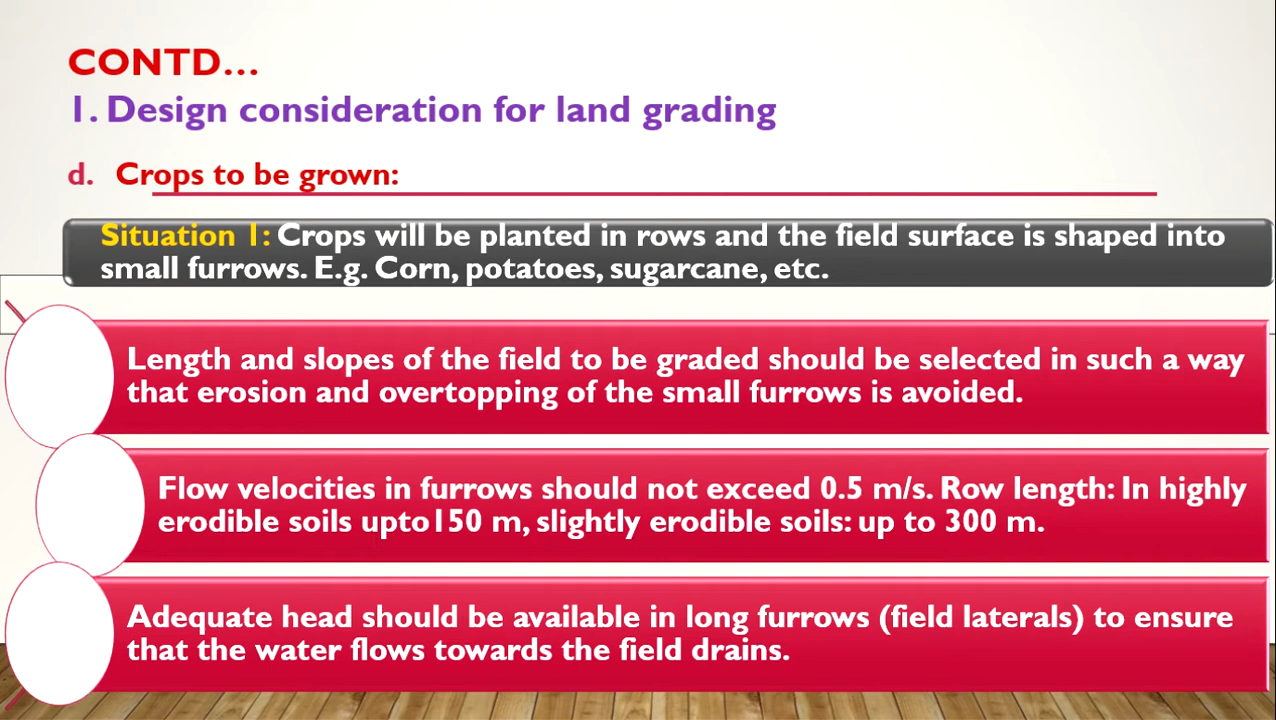 CONTD...
1. Design consideration for land grading
d. Crops to be grown:
Situation 1: Crops will be planted in rows and the field surface is shaped into
small furrows. E.g. Corn, potatoes, sugarcane, etc.
Length and slopes of the field to be graded should be selected in such a way
that erosion and overtopping of the small furrows is avoided.
Flow velocities in furrows should not exceed 0.5 m/s. Row length: In highly
erodible soils upto150 m, slightly erodible soils: up to 300 m.
Adequate head should be available in long furrows (field laterals) to ensure
that the water flows towards the field drains.